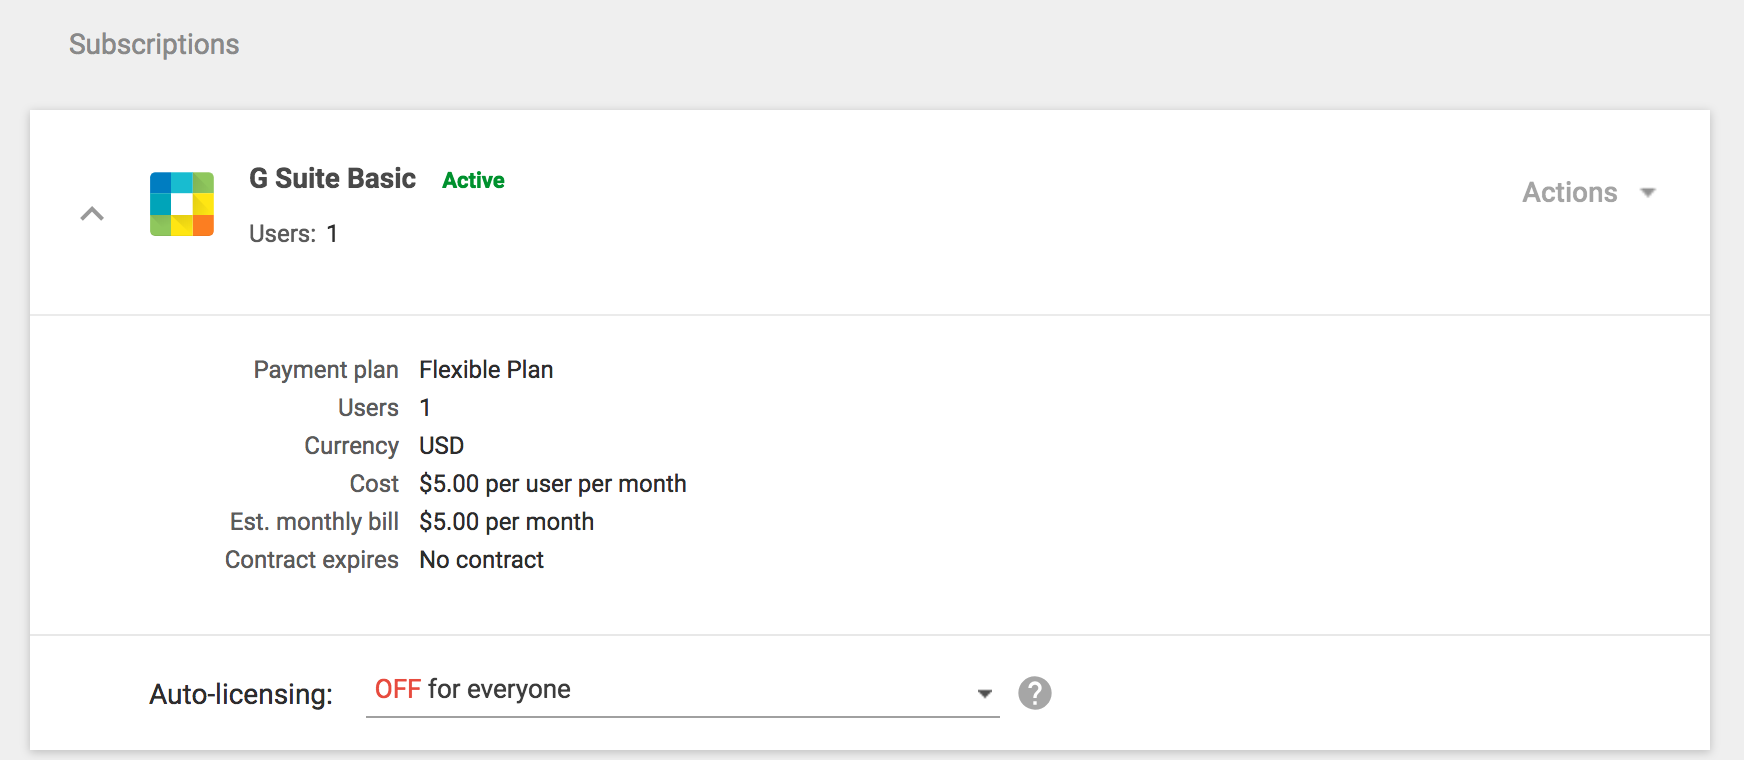 Subscriptions
G Suite Basic Active
Actions
Users: 1
Payment plan Flexible Plan
Users 1
Currency USD
Cost $5.00 per user per month
Est. monthly bill $5.00 per month
Contract expires No contract
Auto-licensing: OFF for everyone ?